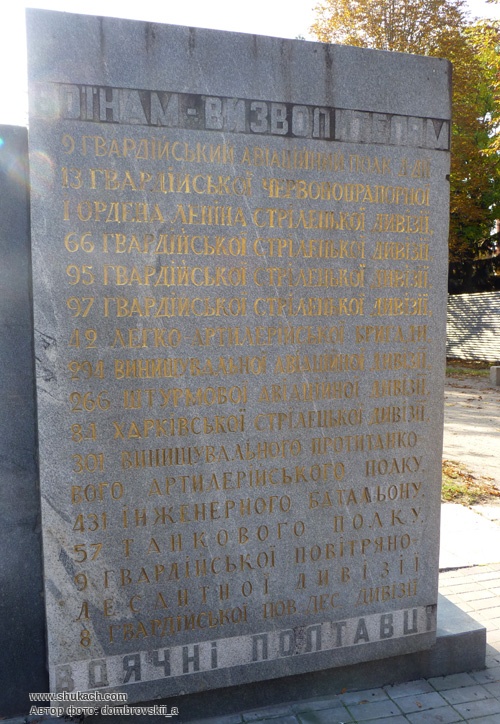 ВОЇНАМ - ВИЗВОЛИТЕЛЯМ
9 ГВАРДІЙСЬКИЙ АВІАЦІЙНИЙ ПОЛК
13 ГВАРДІЙСЬКОЇ ЧЕРВОНОПРАПОРНОЇ
І ОРДЕНА ЛЕНІНА СТРІЛЕЦЬКОЇ ДИВІЗІЇ,
66 ГВАРДІЙСЬКОЇ СТРІЛЕЦЬКОЇ ДИВІЗІЇ,
95 ГВАРДІЙСЬКОЇ СТРІЛЕЦЬКОЇ ДИВІЗІЇ,
97 ГВАРДІЙСЬКОЇ СТРІЛЕЦЬКОЇ ДИВІЗІЇ,
42 ЛЕГКО-АРТИЛЕРІЙСЬКОЇ БРИГАДИ
294 ВИНИЩУВАЛЬНОЇ АВІАЦІЙНОЇ ДИВІЗІЇ,
266 ШТУРМОВОЇ АВІАЦІЙНОЇ ДИВІЗІЇ
84 ХАРКІВСЬКОЇ СТРІЛЕЦЬКОЇ ДИВІЗІЇ,
301 ВИНИЩУВАЛЬНОГО ПРОТИТАНКО-
ВОГО АРТИЛЕРІЙСЬКОГО ПОЛКУ,
431 ІНЖЕНЕРНОГО БАТАЛЬОНУ,
57 ТАНКОВОГО ПОЛКУ,
9 ГВАРДІЙСЬКОЇ ПОВІТРЯНО-
ДЕСАНТНОЇ ДИВІЗІЇ
8 ГВАРДІЙСЬКОЇ ПОВ ДЕС ДИВІЗІЇ
ВДЯЧНІ ПОЛТАВЦІ
www.shukach.com
Автор фото: dombrovskii_a